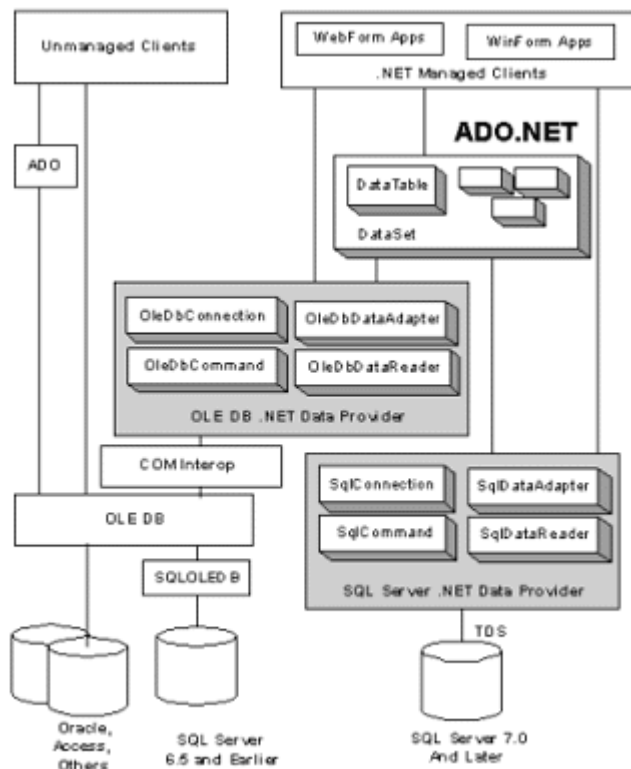 Unmanaged Clients
WebForm Apps
WinForm Apps
.NET Managed Clients
ADO
ADO.NET
DataTable
DataSet
OleDbConnection
OleDbDataAdapter
OleDbCommand
OleDbDataReader
OLE DB .NET Data Provider
COM Interop
SqlConnection
SqlDataAdapter
SqlCommand
SqlDataReader
SQL Server .NET Data Provider
OLE DB
SQLOLEDB
TDS
Oracle,
Access,
Others
SQL Server
6.5 and Earlier
SQL Server 7.0
And Later